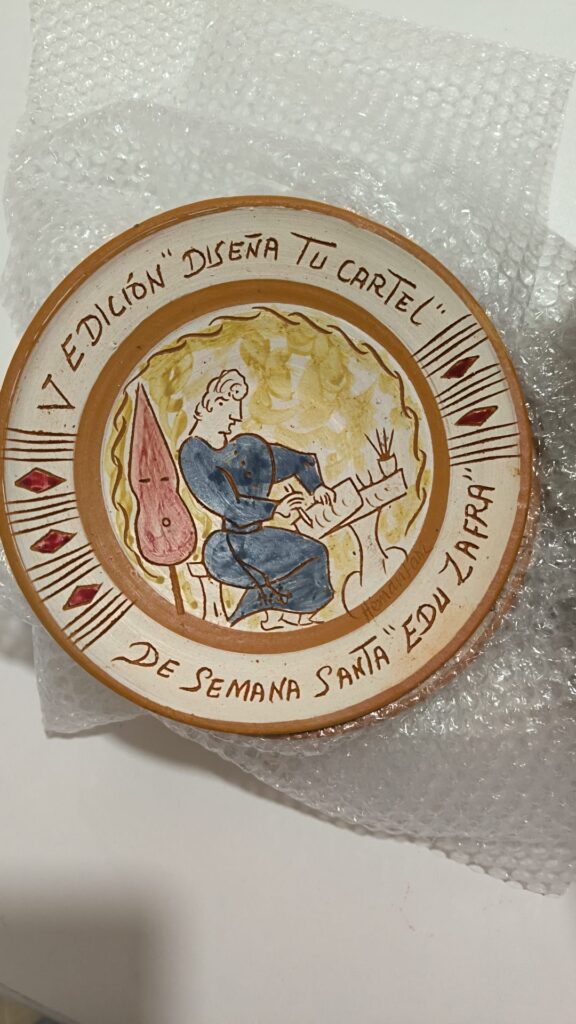 V EDICIÓN "DISEÑA TU CARTEL"
DE SEMANA SANTA "EDU ZAFRA"